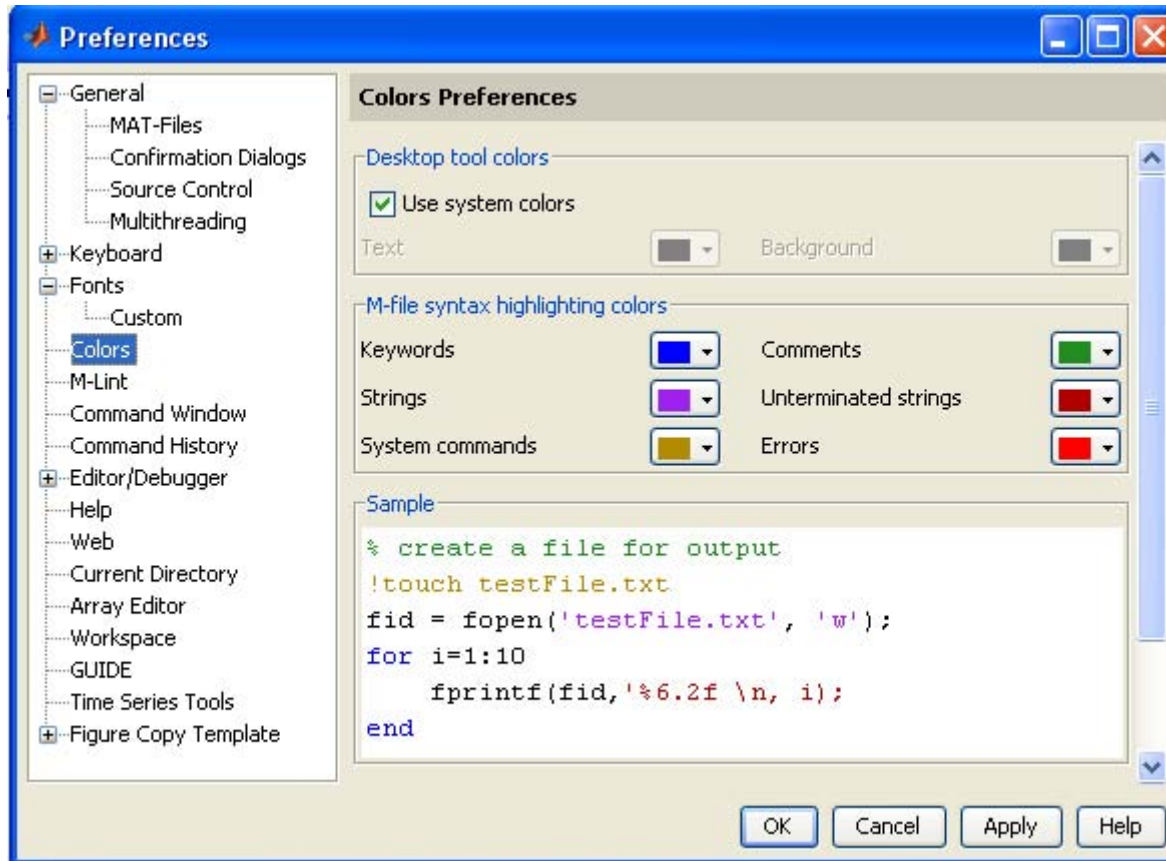 Preferences
General
MAT-Files
Confirmation Dialogs
Source Control
Multithreading
Keyboard
Fonts
Custom
Colors
M-Lint
Command Window
Command History
Editor/Debugger
Help
Web
Current Directory
Array Editor
Workspace
GUIDE
Time Series Tools
Figure Copy Template
Colors Preferences
Desktop tool colors
Use system colors
Text Background
M-file syntax highlighting colors
Keywords Comments
Strings Unterminated strings
System commands Errors
Sample
% create a file for output
!touch testFile.txt
fid = fopen('testFile.txt', 'w');
for i=1:10
    fprintf(fid,'%6.2f \n, i);
end
OK Cancel Apply Help